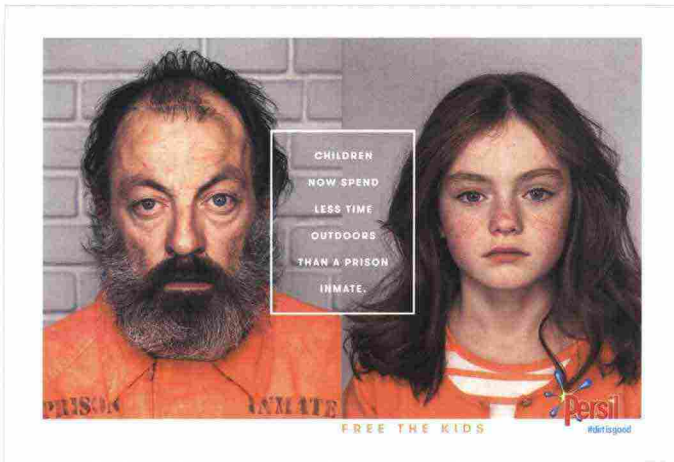 CHILDREN
NOW SPEND
LESS TIME
OUTDOORS
THAN A PRISON
INMATE.
PRISON INMATE
FREE THE KIDS
Persil
#dirtisgood